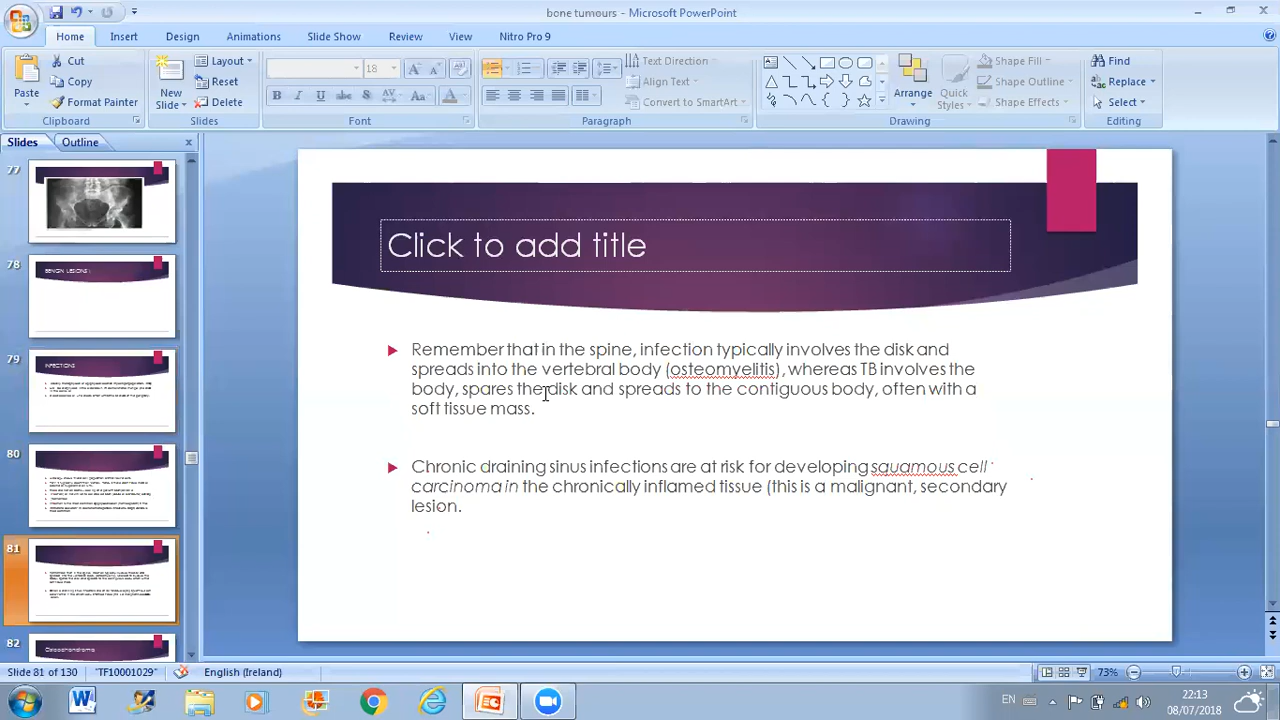 bone tumours - Microsoft PowerPoint
Home Insert Design Animations Slide Show Review View Nitro Pro 9
Paste
Cut
Copy
Format Painter
Clipboard
New Slide
Layout
Reset
Delete
Slides
18
Font
Text Direction
Align Text
Convert to SmartArt
Paragraph
Arrange
Quick Styles
Shape Fill
Shape Outline
Shape Effects
Drawing
Find
Replace
Select
Editing
Slides Outline
77
78
BENIGN LESIONS
79
INFECTIONS
80
81
82
Osteochondroma
Click to add title
Remember that in the spine, infection typically involves the disk and
spreads into the vertebral body (osteomyelitis), whereas TB involves the
body, spares the disk and spreads to the contiguous body, often with a
soft tissue mass.
Chronic draining sinus infections are at risk for developing squamous cell
carcinoma in the chronically inflamed tissue this is a malignant, secondary
lesion.
Slide 81 of 130 "TF10001029" English (Ireland) 73%
EN 22:13
08/07/2018